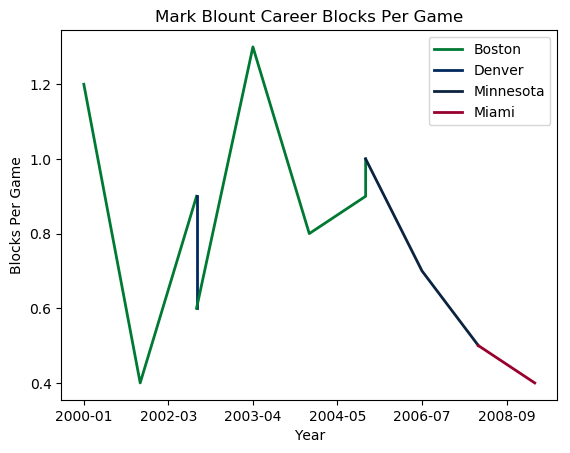 Mark Blount Career Blocks Per Game
Boston
Denver
Minnesota
Miami
1.2
1.0
0.8
0.6
0.4
Blocks Per Game
2000-01
2002-03
2003-04
2004-05
2006-07
2008-09
Year